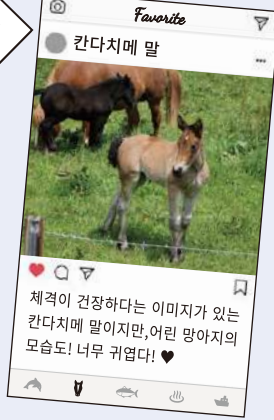 Favorite
칸다치메 말
체격이 건장하다는 이미지가 있는
칸다치메 말이지만,어린 망아지의
모습도! 너무 귀엽다! ♥